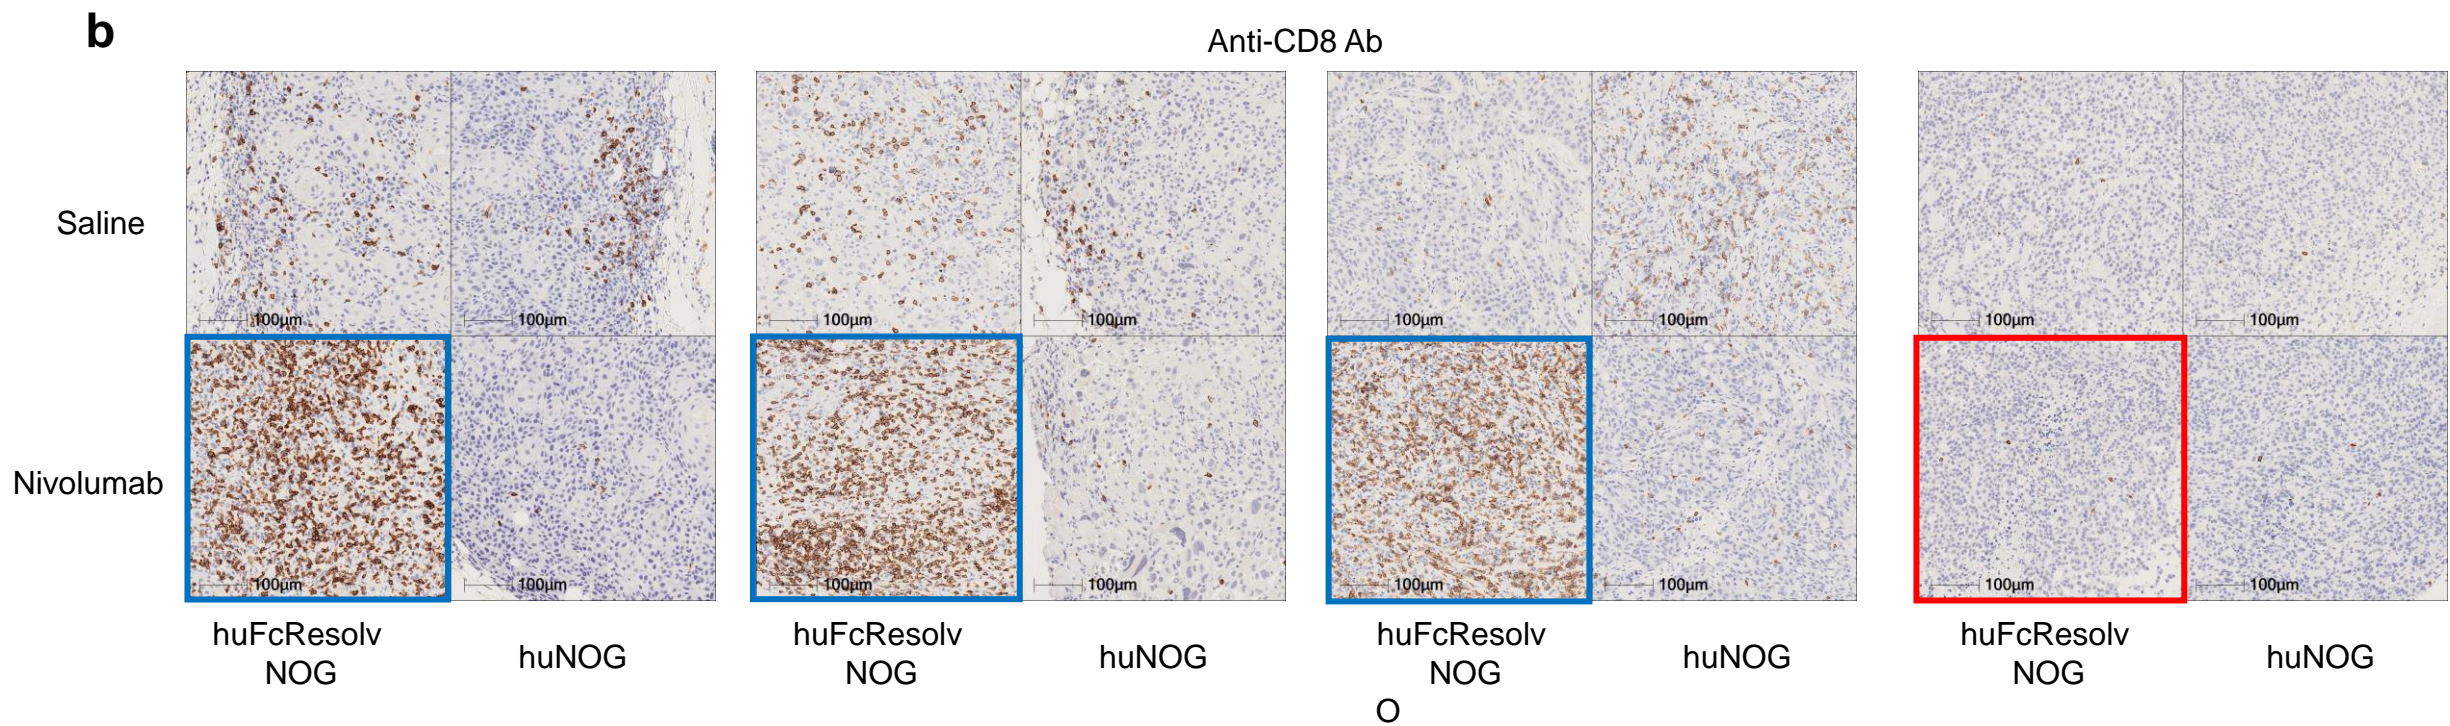 b
Anti-CD8 Ab
Saline
100μm 100μm 100μm 100μm 100μm 100μm 100μm 100μm
Nivolumab
100μm 100μm 100μm 100μm 100μm 100μm 100μm 100μm
huFcResolv
NOG
huNOG
huFcResolv
NOG
huNOG
huFcResolv
NOG
huNOG
huFcResolv
NOG
huNOG
O